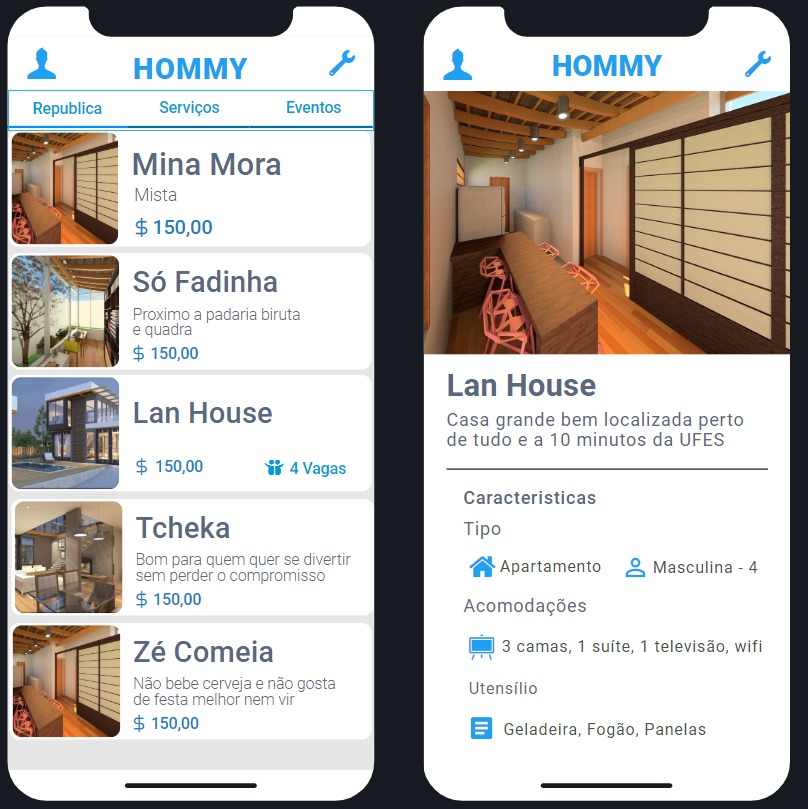 HOMMY
Republica
Serviços
Eventos
Mina Mora
Mista
$ 150,00
Só Fadinha
Proximo a padaria biruta
e quadra
$ 150,00
Lan House
$ 150,00
4 Vagas
Tcheka
Bom para quem quer se divertir
sem perder o compromisso
$ 150,00
Zé Comeia
Não bebe cerveja e não gosta
de festa melhor nem vir
$ 150,00
HOMMY
Lan House
Casa grande bem localizada perto
de tudo e a 10 minutos da UFES
Caracteristicas
Tipo
Apartamento
Masculina - 4
Acomodações
3 camas, 1 suíte, 1 televisão, wifi
Utensílio
Geladeira, Fogão, Panelas